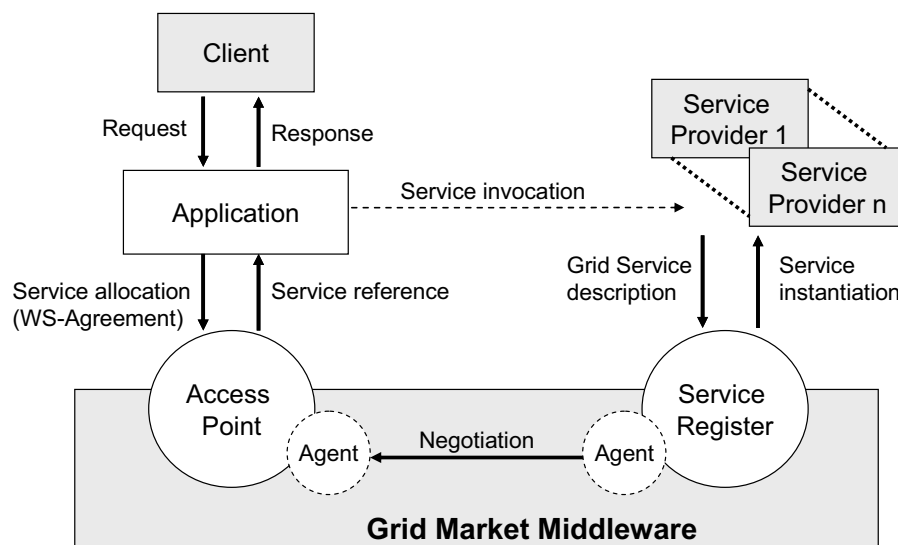 Client
Request
Response
Service
Provider 1
Service
Provider n
Application
Service invocation
Service allocation
(WS-Agreement)
Service reference
Grid Service
description
Service
instantiation
Access
Point
Service
Register
Agent
Negotiation
Agent
Grid Market Middleware